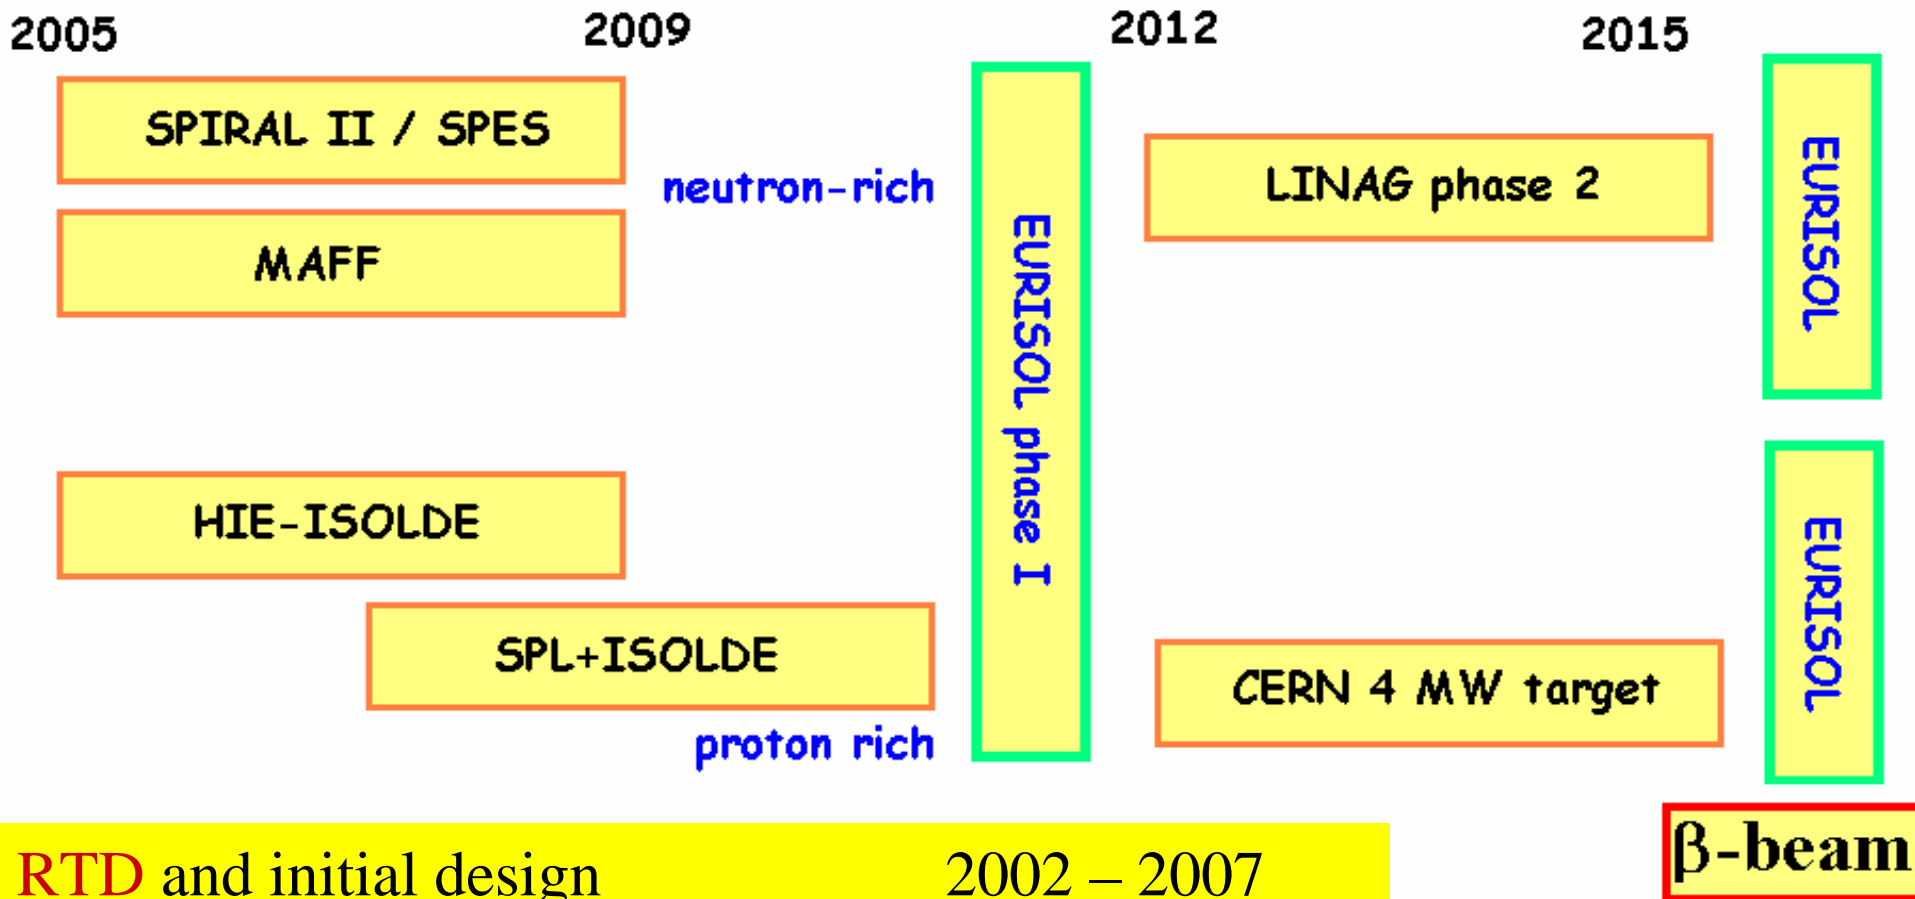 2005 2009 2012 2015
SPIRAL II / SPES
neutron-rich
MAFF
HIE-ISOLDE
SPL+ISOLDE
proton rich
EURISOL phase I
LINAG phase 2
CERN 4 MW target
EURISOL
EURISOL
β-beam
RTD and initial design 2002 – 2007